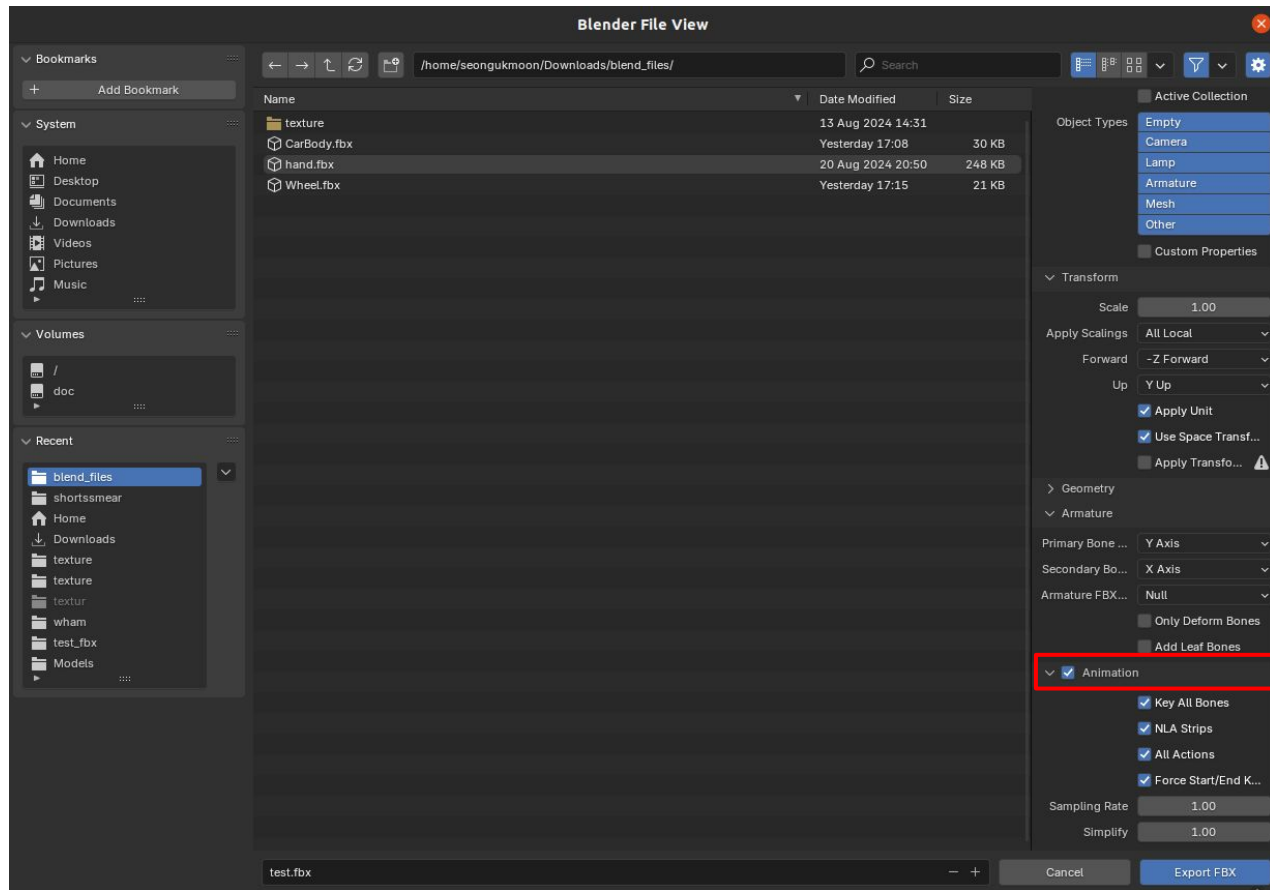 Blender File View
Bookmarks
Add Bookmark
System
Home
Desktop
Documents
Downloads
Videos
Pictures
Music
Volumes
/
doc
Recent
blend_files
shortssmear
Home
Downloads
texture
texture
textur
wham
test_fbx
Models
/home/seongukmoon/Downloads/blend_files/
Search
Name Date Modified Size
texture 13 Aug 2024 14:31
CarBody.fbx Yesterday 17:08 30 KB
hand.fbx 20 Aug 2024 20:50 248 KB
Wheel.fbx Yesterday 17:15 21 KB
Active Collection
Object Types Empty
Camera
Lamp
Armature
Mesh
Other
Custom Properties
Transform
Scale 1.00
Apply Scalings All Local
Forward -Z Forward
Up Y Up
Apply Unit
Use Space Transf...
Apply Transfo...
Geometry
Armature
Primary Bone ... Y Axis
Secondary Bo... X Axis
Armature FBX... Null
Only Deform Bones
Add Leaf Bones
Animation
Key All Bones
NLA Strips
All Actions
Force Start/End K...
Sampling Rate 1.00
Simplify 1.00
test.fbx
Cancel Export FBX